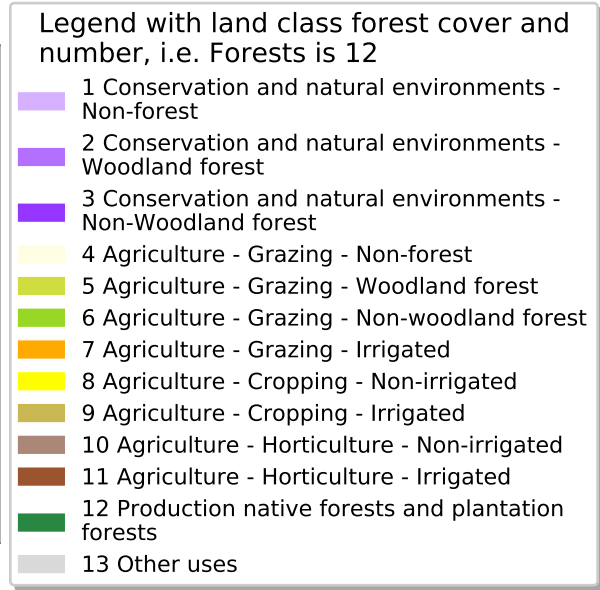 Legend with land class forest cover and
number, i.e. Forests is 12
1 Conservation and natural environments -
Non-forest
2 Conservation and natural environments -
Woodland forest
3 Conservation and natural environments -
Non-Woodland forest
4 Agriculture - Grazing - Non-forest
5 Agriculture - Grazing - Woodland forest
6 Agriculture - Grazing - Non-woodland forest
7 Agriculture - Grazing - Irrigated
8 Agriculture - Cropping - Non-irrigated
9 Agriculture - Cropping - Irrigated
10 Agriculture - Horticulture - Non-irrigated
11 Agriculture - Horticulture - Irrigated
12 Production native forests and plantation
forests
13 Other uses